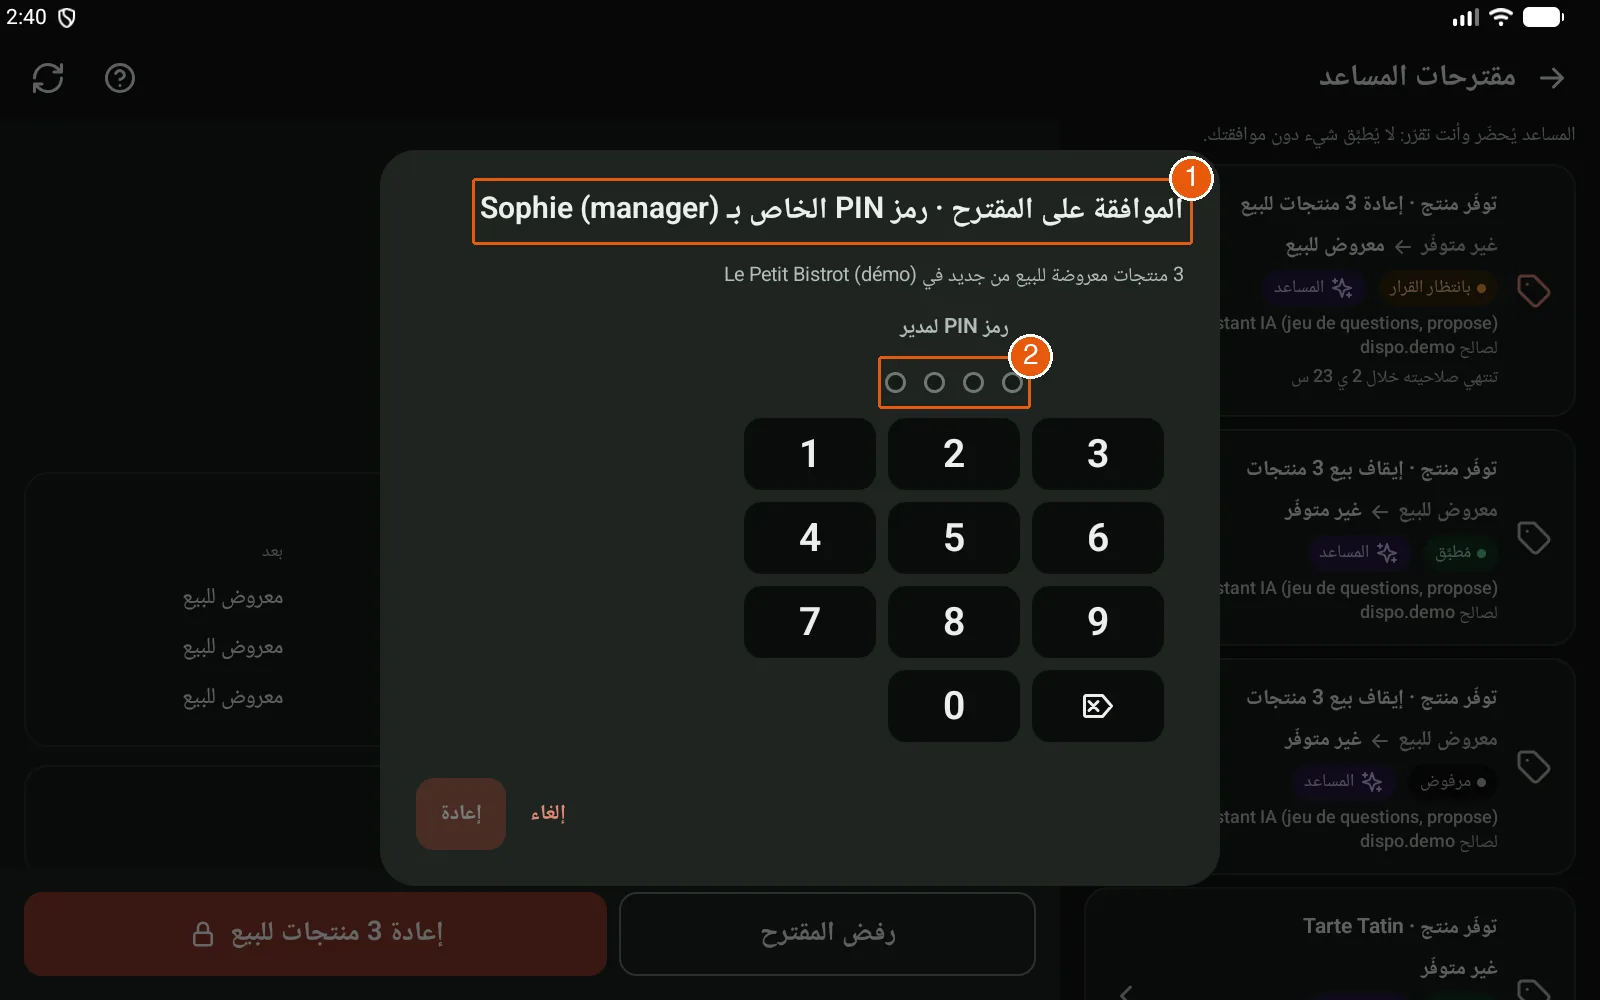 2:40
مقترحات المساعد
المساعد يُحضّر وأنت تقرّر: لا يُطبَّق شيء دون موافقتك.
توفّر منتج · إعادة 3 منتجات للبيع
غير متوفّر ← معروض للبيع
بانتظار القرار
المساعد
stant IA (jeu de questions, propose)
لصالح dispo.demo
تنتهي صلاحيته خلال 2 ي 23 س
توفّر منتج · إيقاف بيع 3 منتجات
معروض للبيع ← غير متوفّر
مُطبَّق
المساعد
stant IA (jeu de questions, propose)
لصالح dispo.demo
توفّر منتج · إيقاف بيع 3 منتجات
معروض للبيع ← غير متوفّر
مرفوض
المساعد
stant IA (jeu de questions, propose)
لصالح dispo.demo
توفّر منتج · Tarte Tatin
غير متوفّر
1
الموافقة على المقترح · رمز PIN الخاص بـ Sophie (manager)
3 منتجات معروضة للبيع من جديد في Le Petit Bistrot (démo)
رمز PIN لمدير
2
1 2 3
4 5 6
7 8 9
0
إلغاء
إعادة
بعد
معروض للبيع
معروض للبيع
معروض للبيع
رفض المقترح
إعادة 3 منتجات للبيع